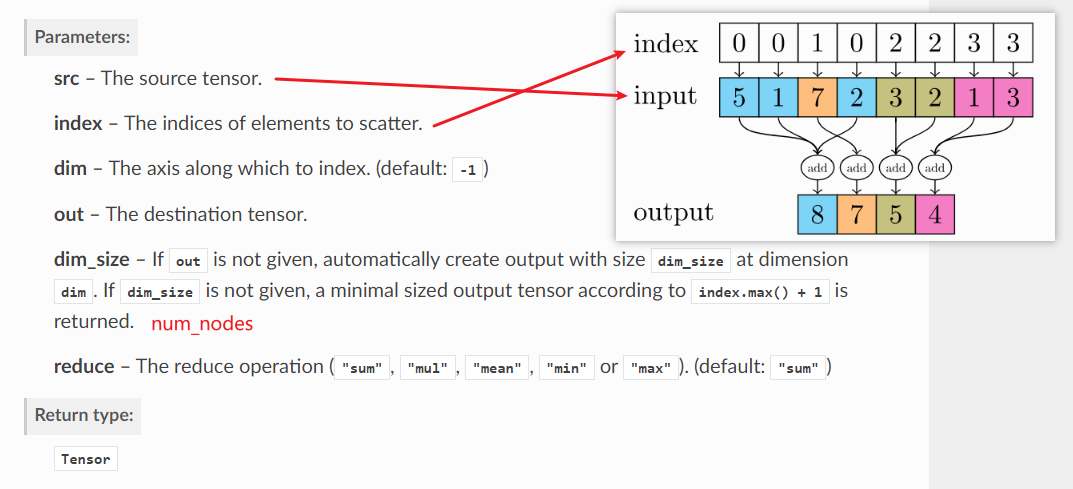 Parameters:
src – The source tensor.
index – The indices of elements to scatter.
dim – The axis along which to index. (default: -1)
out – The destination tensor.
dim_size – If out is not given, automatically create output with size dim_size at dimension
dim. If dim_size is not given, a minimal sized output tensor according to index.max() + 1 is
returned. num_nodes
reduce – The reduce operation ("sum", "mul", "mean", "min" or "max"). (default: "sum")
Return type:
Tensor
index 0 0 1 0 2 2 3 3
input 5 1 7 2 3 2 1 3
add add add add
output 8 7 5 4